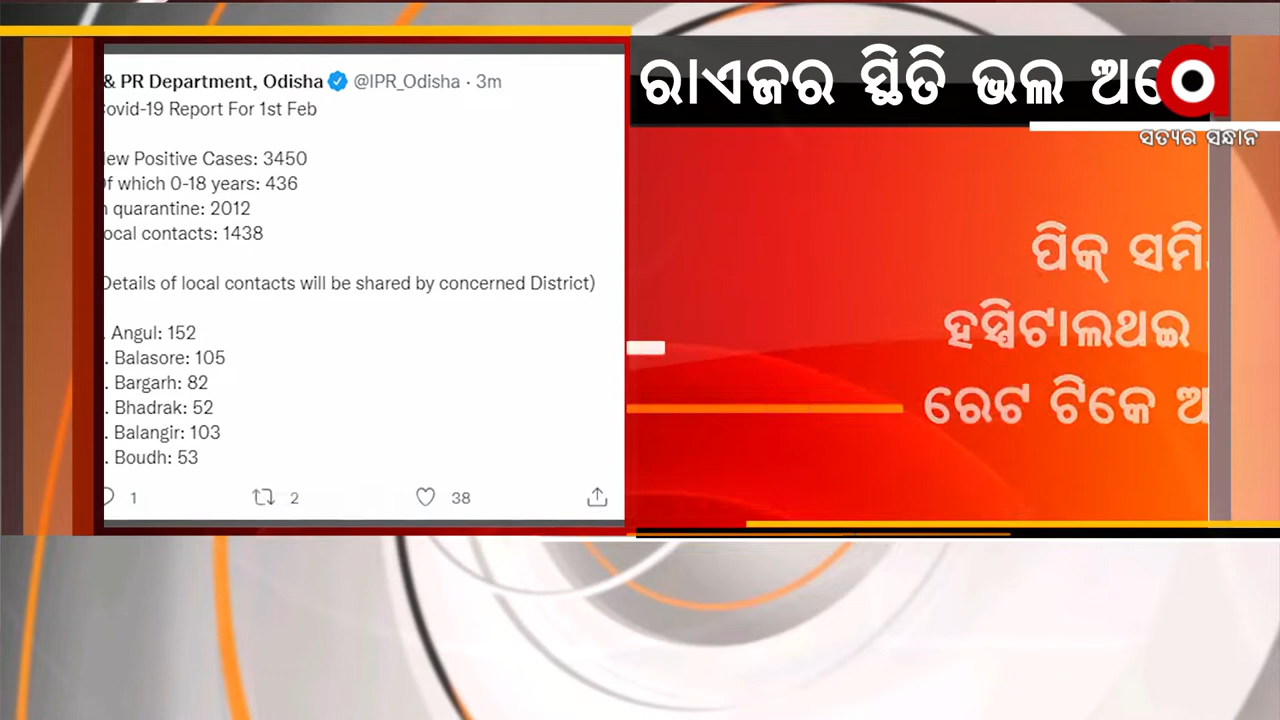 & PR Department, Odisha @IPR_Odisha · 3m
ovid-19 Report For 1st Feb
ew Positive Cases: 3450
f which 0-18 years: 436
n quarantine: 2012
ocal contacts: 1438
Details of local contacts will be shared by concerned District)
. Angul: 152
. Balasore: 105
. Bargarh: 82
. Bhadrak: 52
. Balangir: 103
. Boudh: 53
1 2 38
ରାଏଜର ସ୍ଥିତି ଭଲ
ସତ୍ୟର ସନ୍ଧାନ
ପିକ୍ ସମି
ହସ୍ପିଟାଲଥଇ
ରେଟ ଟିକେ ଅ